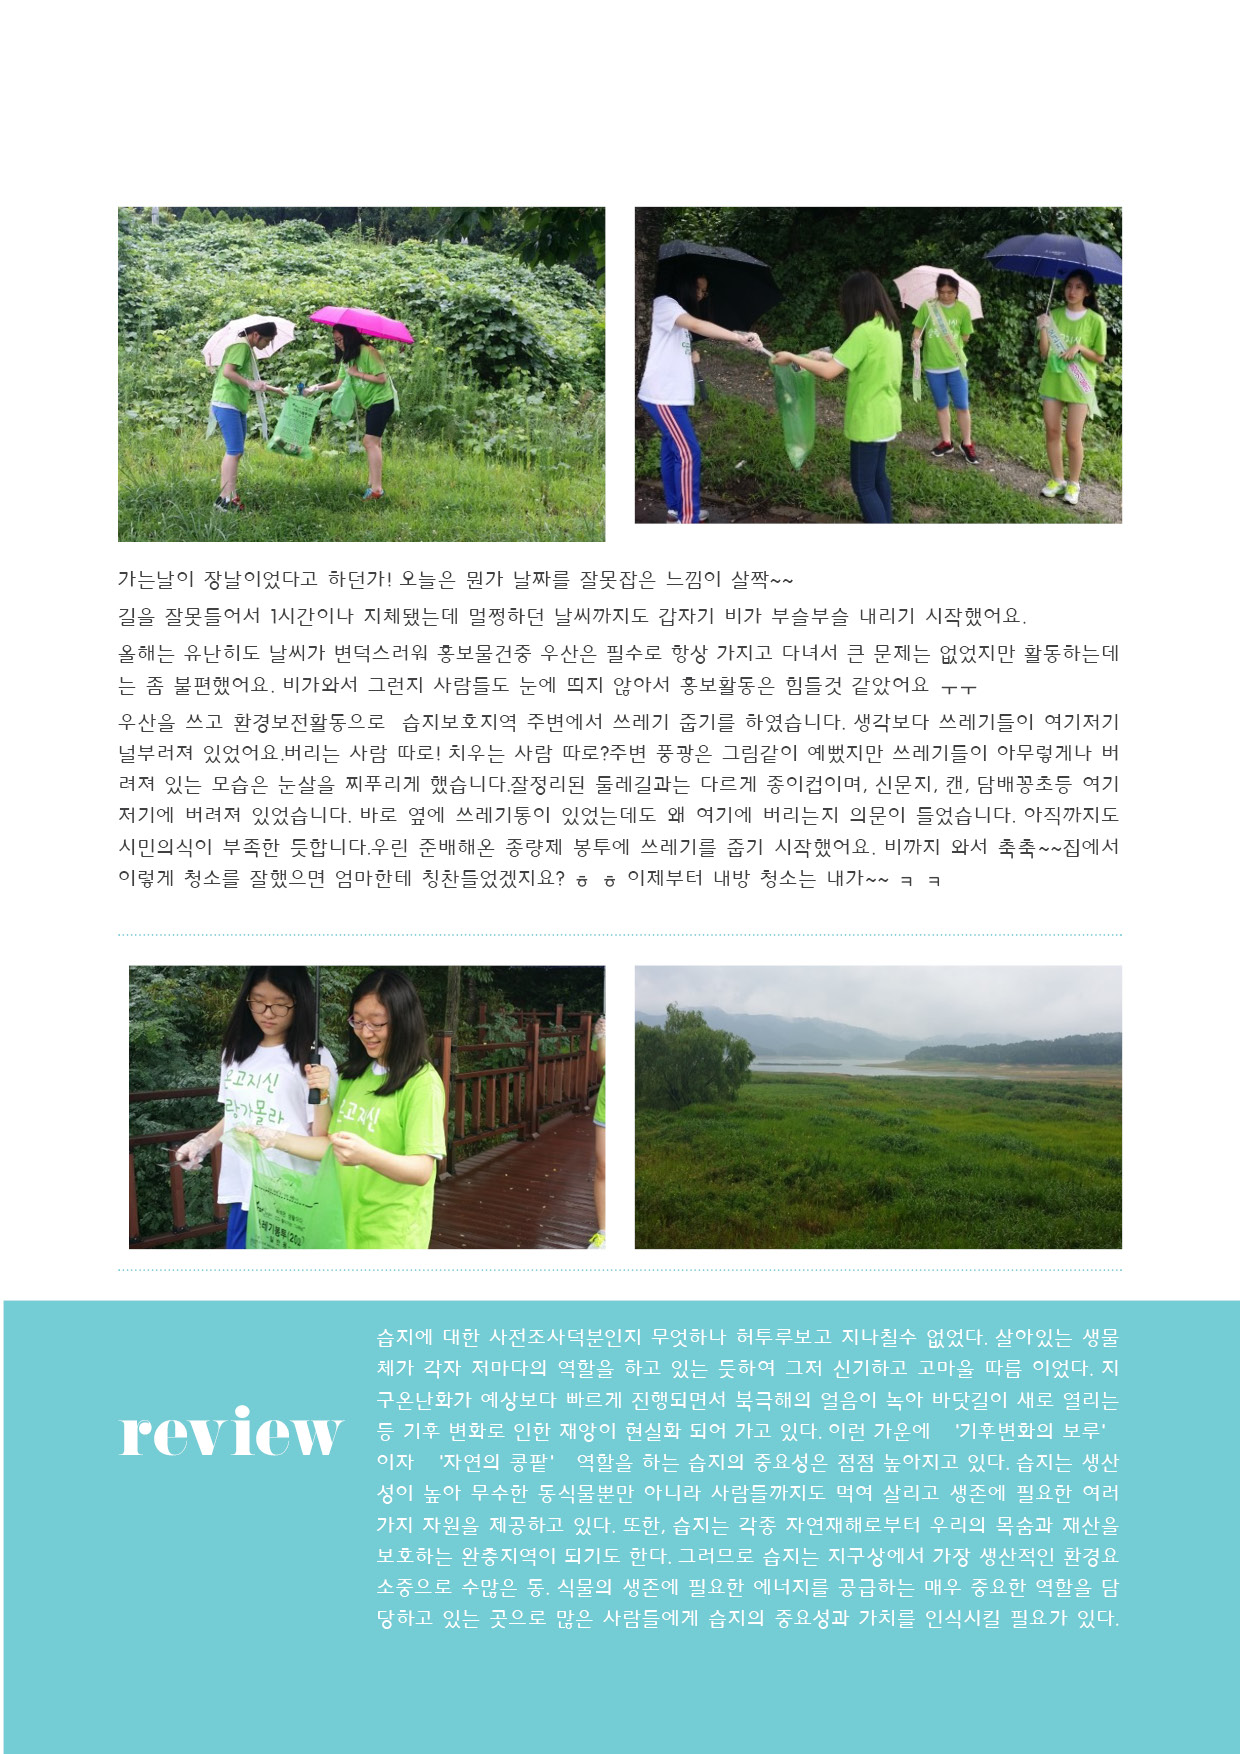 가는날이 장날이었다고 하던가! 오늘은 뭔가 날짜를 잘못잡은 느낌이 살짝~~
길을 잘못들어서 1시간이나 지체됐는데 멀쩡하던 날씨까지도 갑자기 비가 부슬부슬 내리기 시작했어요.
올해는 유난히도 날씨가 변덕스러워 홍보물건중 우산은 필수로 항상 가지고 다녀서 큰 문제는 없었지만 활동하는데
는 좀 불편했어요. 비가와서 그런지 사람들도 눈에 띄지 않아서 홍보활동은 힘들것 같았어요 ㅜㅜ
우산을 쓰고 환경보전활동으로 습지보호지역 주변에서 쓰레기 줍기를 하였습니다. 생각보다 쓰레기들이 여기저기
널부러져 있었어요.버리는 사람 따로! 치우는 사람 따로?주변 풍광은 그림같이 예뻤지만 쓰레기들이 아무렇게나 버
려져 있는 모습은 눈살을 찌푸리게 했습니다.잘정리된 둘레길과는 다르게 종이컵이며, 신문지, 캔, 담배꽁초등 여기
저기에 버려져 있었습니다. 바로 옆에 쓰레기통이 있었는데도 왜 여기에 버리는지 의문이 들었습니다. 아직까지도
시민의식이 부족한 듯합니다.우린 준배해온 종량제 봉투에 쓰레기를 줍기 시작했어요. 비까지 와서 축축~~집에서
이렇게 청소를 잘했으면 엄마한테 칭찬들었겠지요? ㅎ ㅎ 이제부터 내방 청소는 내가~~ ㅋ ㅋ
온고지신
랑가몰라
온고지신
쓰레기봉투(20ℓ)
review
습지에 대한 사전조사덕분인지 무엇하나 허투루보고 지나칠수 없었다. 살아있는 생물
체가 각자 저마다의 역할을 하고 있는 듯하여 그저 신기하고 고마울 따름 이었다. 지
구온난화가 예상보다 빠르게 진행되면서 북극해의 얼음이 녹아 바닷길이 새로 열리는
등 기후 변화로 인한 재앙이 현실화 되어 가고 있다. 이런 가운에 '기후변화의 보루'
이자 '자연의 콩팥' 역할을 하는 습지의 중요성은 점점 높아지고 있다. 습지는 생산
성이 높아 무수한 동식물뿐만 아니라 사람들까지도 먹여 살리고 생존에 필요한 여러
가지 자원을 제공하고 있다. 또한, 습지는 각종 자연재해로부터 우리의 목숨과 재산을
보호하는 완충지역이 되기도 한다. 그러므로 습지는 지구상에서 가장 생산적인 환경요
소중으로 수많은 동. 식물의 생존에 필요한 에너지를 공급하는 매우 중요한 역할을 담
당하고 있는 곳으로 많은 사람들에게 습지의 중요성과 가치를 인식시킬 필요가 있다.